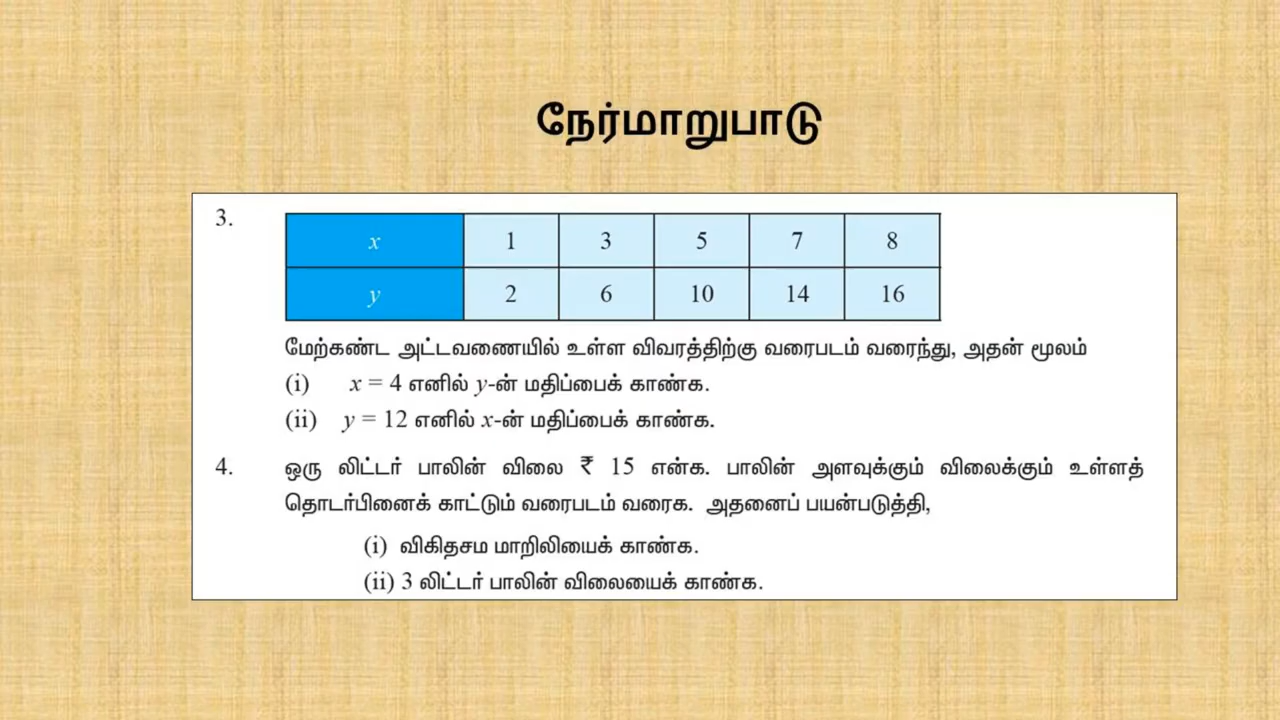 நேர்மாறுபாடு
3.
x 1 3 5 7 8
y 2 6 10 14 16
மேற்கண்ட அட்டவணையில் உள்ள விவரத்திற்கு வரைபடம் வரைந்து, அதன் மூலம்
(i) x = 4 எனில் y-ன் மதிப்பைக் காண்க.
(ii) y = 12 எனில் x-ன் மதிப்பைக் காண்க.
4. ஒரு லிட்டர் பாலின் விலை ₹ 15 என்க. பாலின் அளவுக்கும் விலைக்கும் உள்ளத்
தொடர்பினைக் காட்டும் வரைபடம் வரைக. அதனைப் பயன்படுத்தி,
(i) விகிதசம மாறிலியைக் காண்க.
(ii) 3 லிட்டர் பாலின் விலையைக் காண்க.